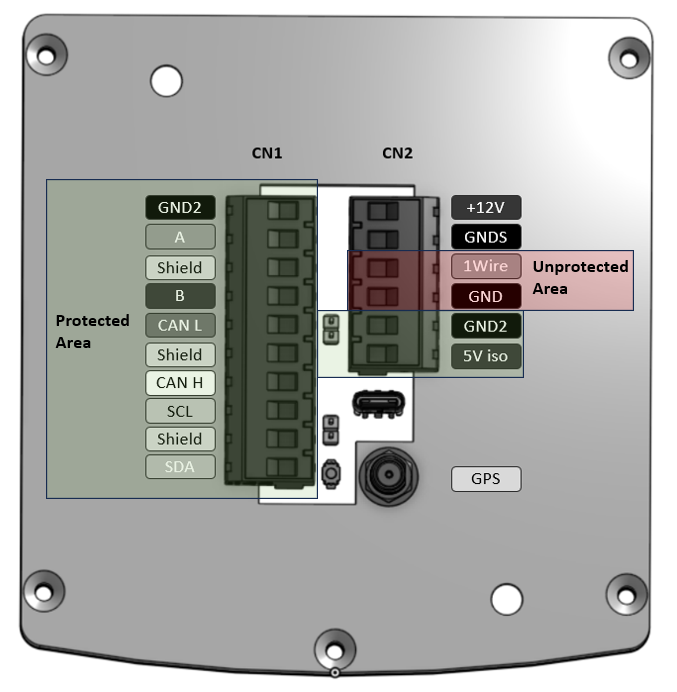 CN1
CN2
GND2
A
Shield
B
CAN L
Shield
CAN H
SCL
Shield
SDA
Protected
Area
+12V
GNDS
1Wire
GND
GND2
5V iso
Unprotected
Area
GPS